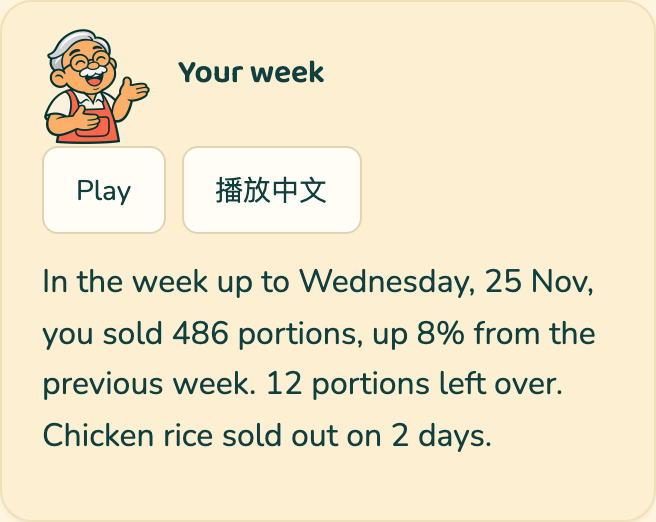 Your week
Play
播放中文
In the week up to Wednesday, 25 Nov,
you sold 486 portions, up 8% from the
previous week. 12 portions left over.
Chicken rice sold out on 2 days.